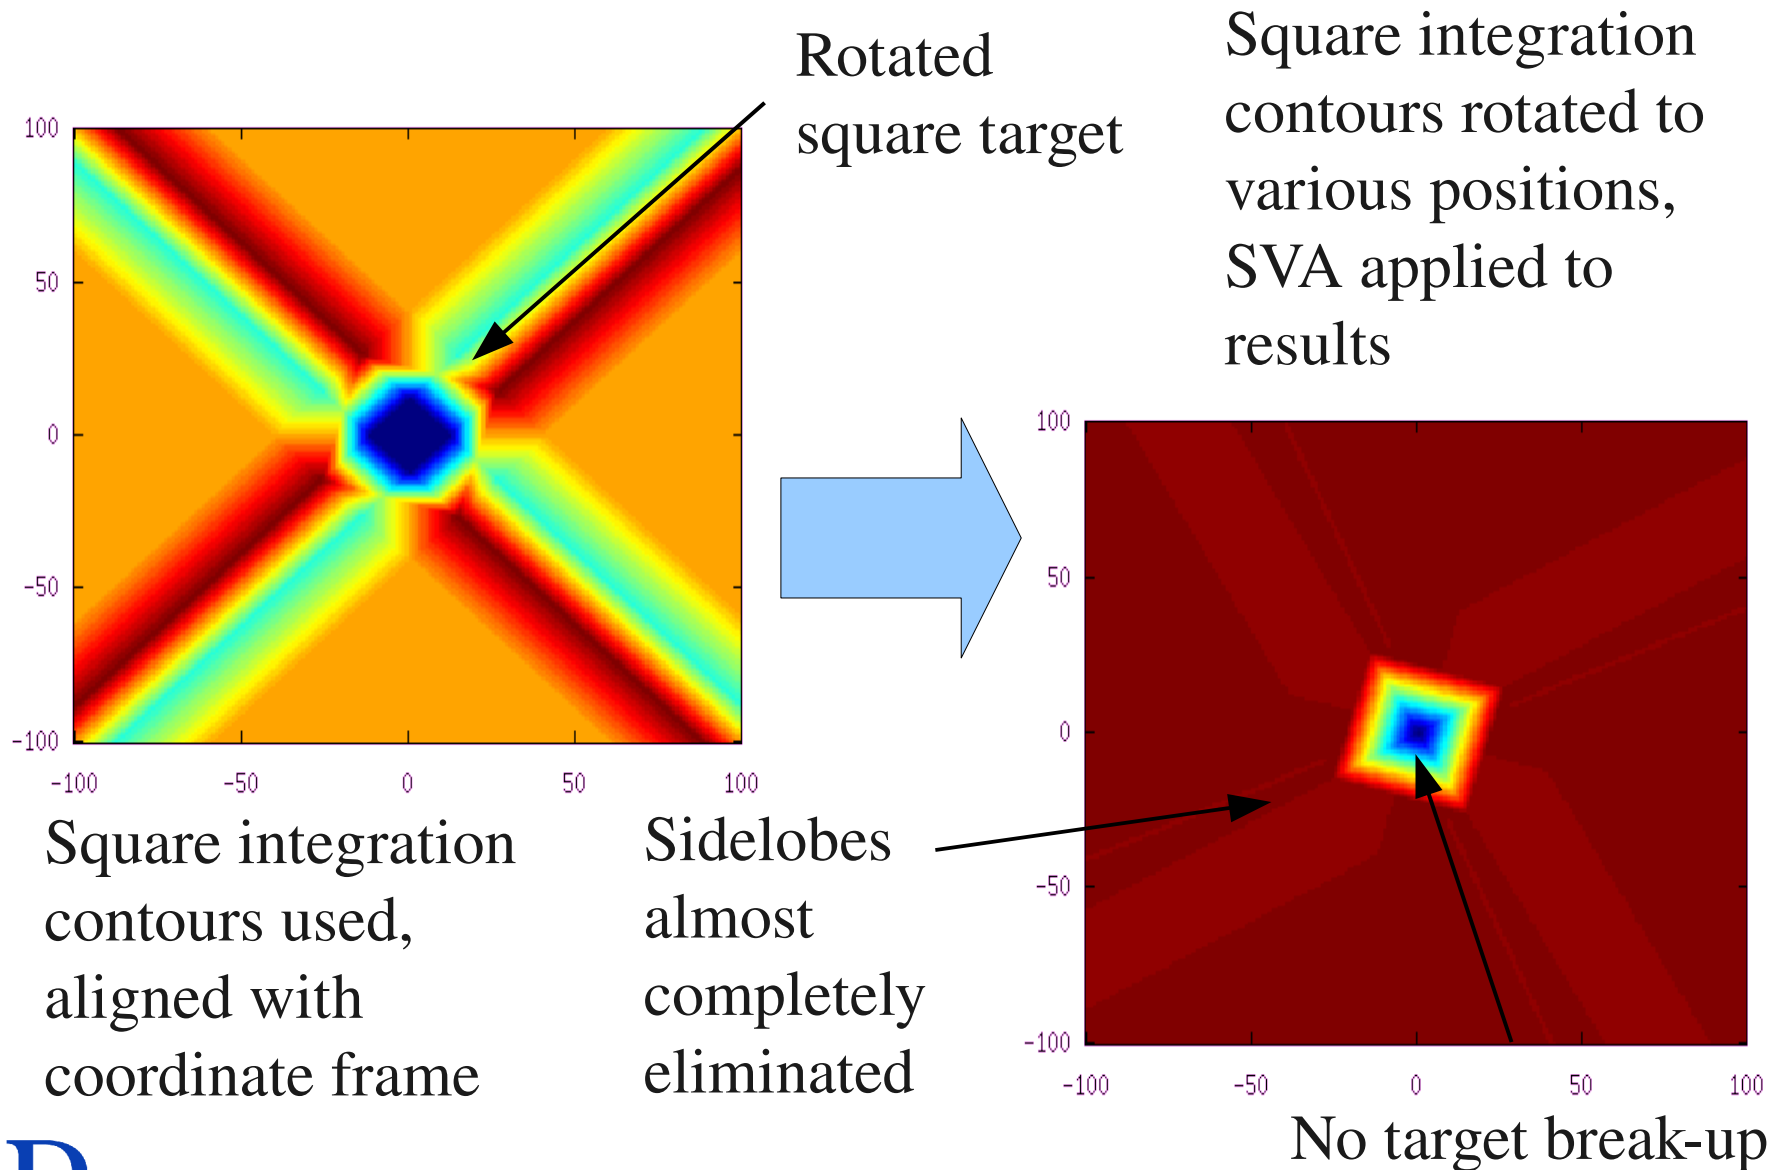 Rotated
square target
Square integration
contours rotated to
various positions,
SVA applied to
results
100
50
0
-50
-100
-100
-50
0
50
100
100
50
0
-50
-100
-100
-50
0
50
100
Square integration
contours used,
aligned with
coordinate frame
Sidelobes
almost
completely
eliminated
No target break-up